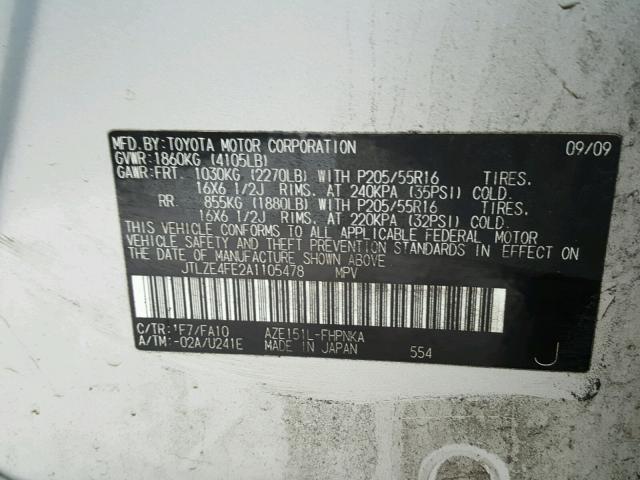 MFD.BY:TOYOTA MOTOR CORPORATION 09/09
GVWR:1860KG (4105LB)
GAWR:FRT. 1030KG (2270LB) WITH P205/55R16 TIRES.
16X6 1/2J RIMS. AT 240KPA (35PSI) COLD.
RR. 855KG (1880LB) WITH P205/55R16 TIRES.
16X6 1/2J RIMS. AT 220KPA (32PSI) COLD.
THIS VEHICLE CONFORMS TO ALL APPLICABLE FEDERAL MOTOR
VEHICLE SAFETY AND THEFT PREVENTION STANDARDS IN EFFECT ON
THE DATE OF MANUFACTURE SHOWN ABOVE.
JTLZE4FE2A1105478 MPV
C/TR:1F7/FA10 AZE151L-FHPNKA
A/TM:-02A/U241E MADE IN JAPAN 554 J